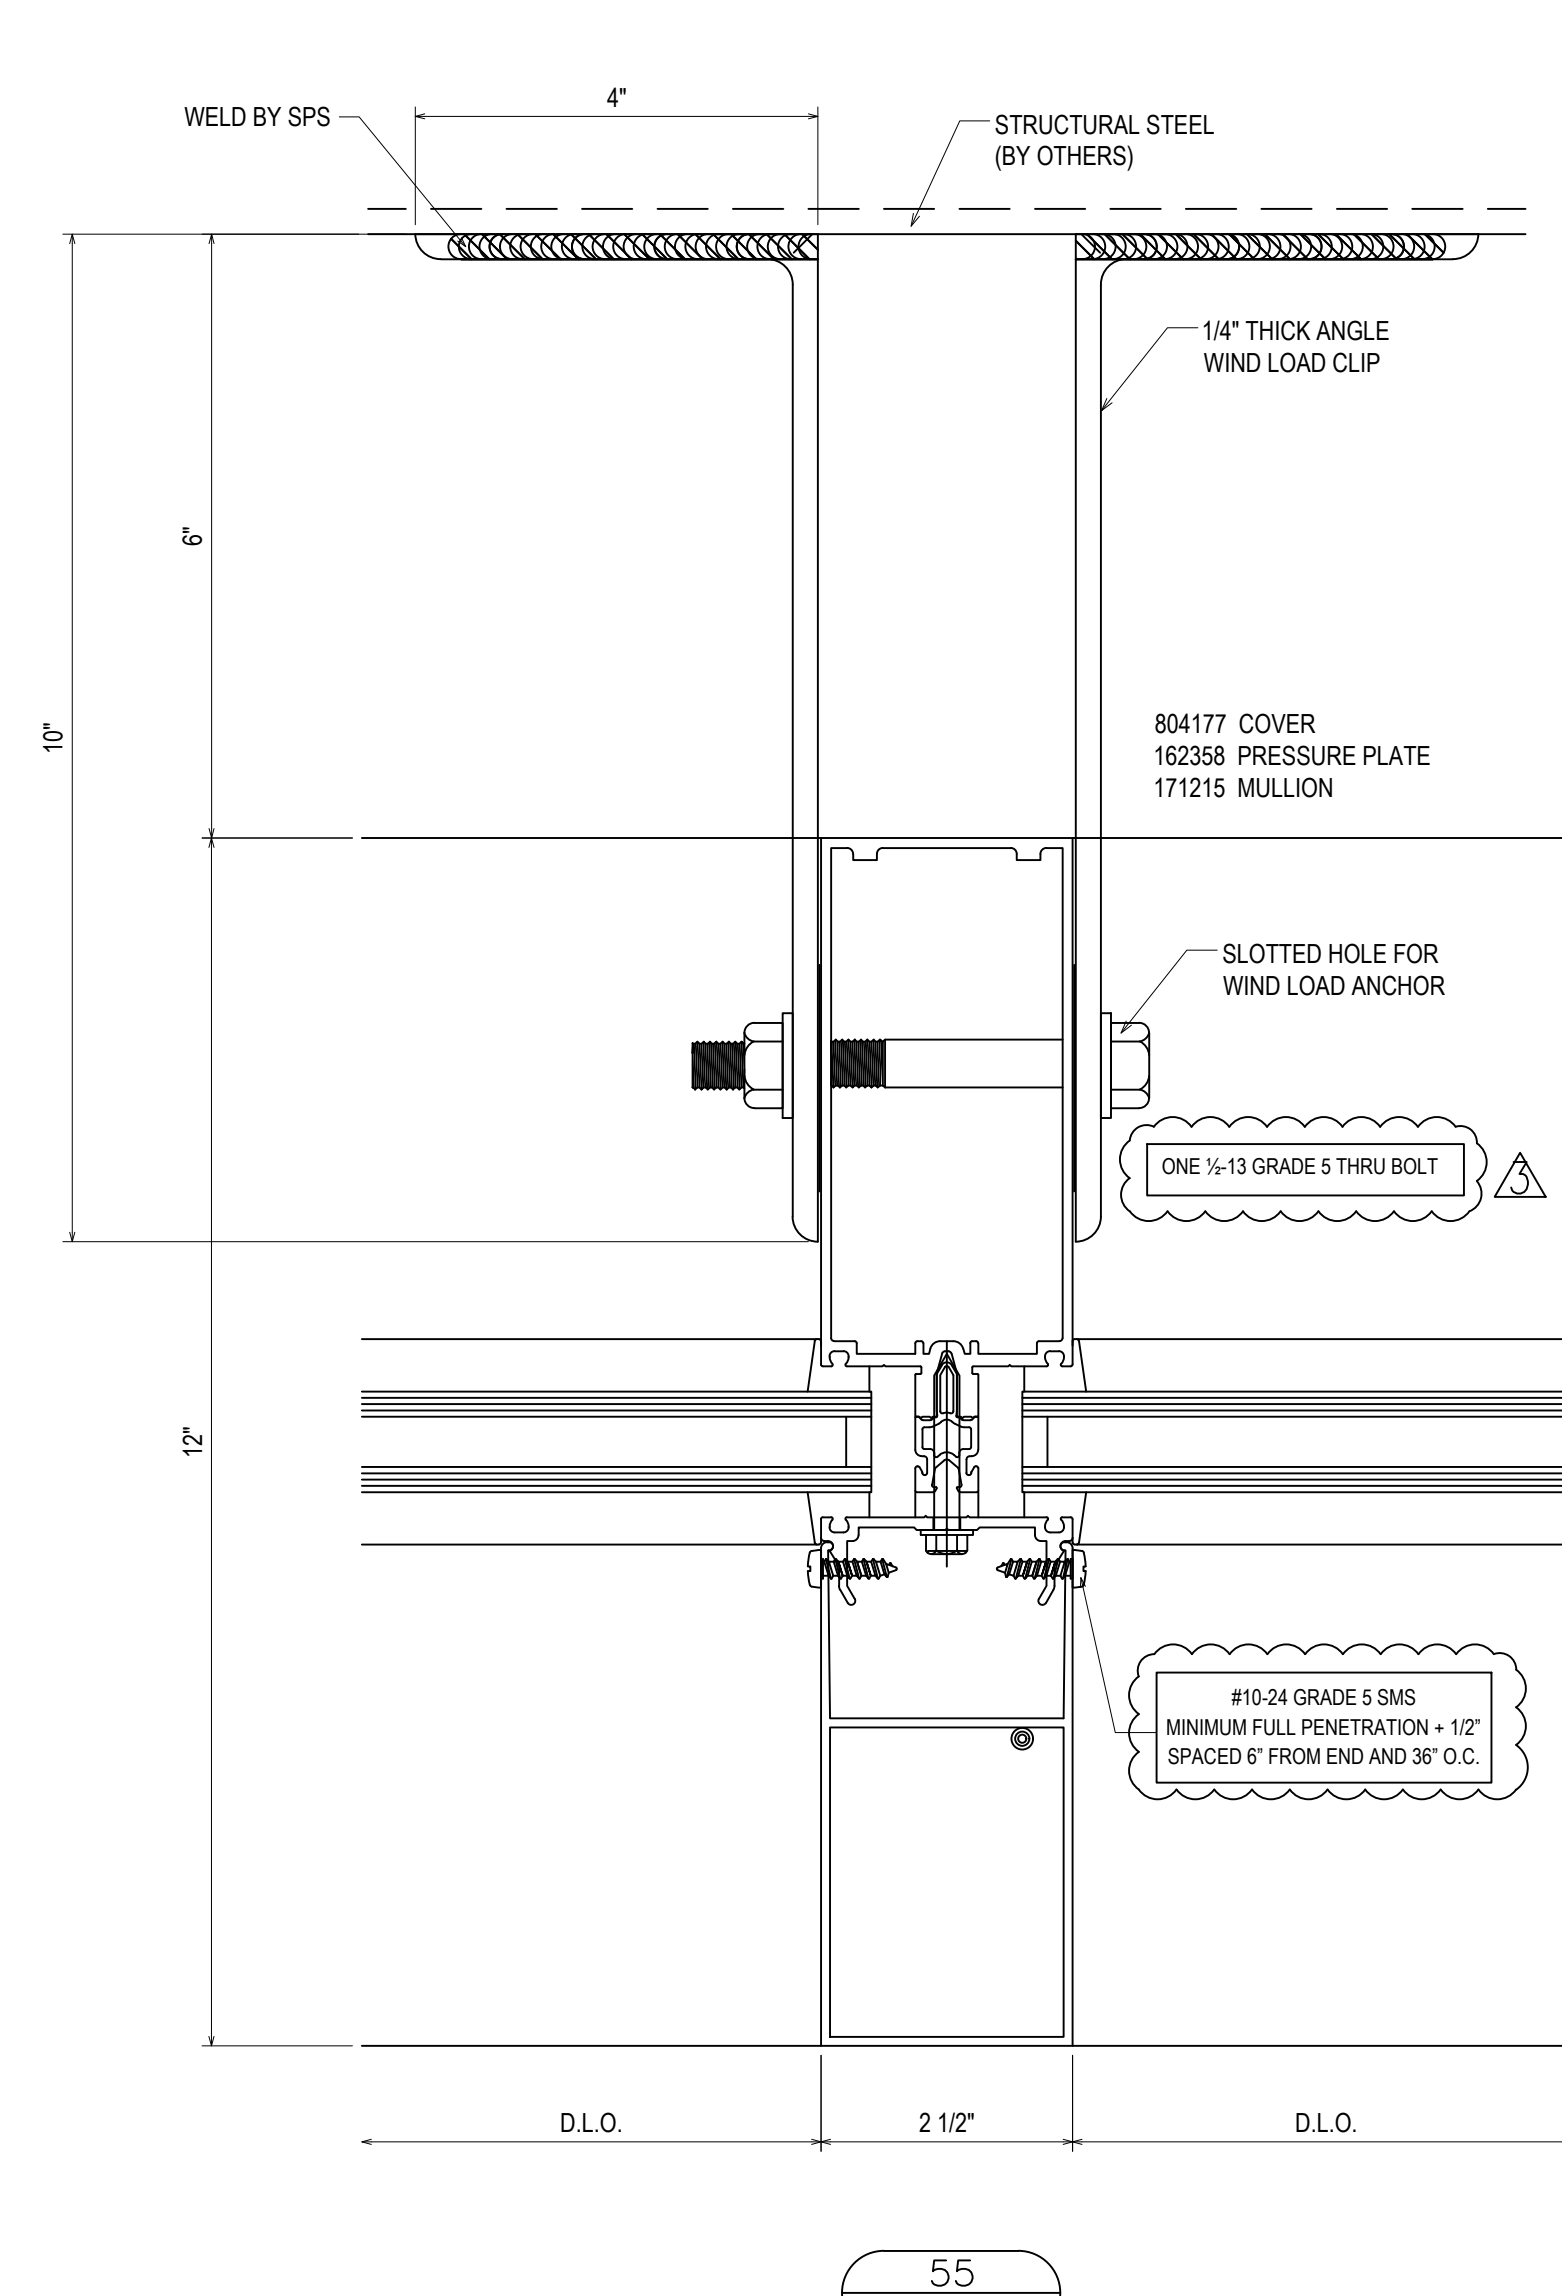 4"
WELD BY SPS
STRUCTURAL STEEL
(BY OTHERS)
1/4" THICK ANGLE
WIND LOAD CLIP
6"
10"
804177 COVER
162358 PRESSURE PLATE
171215 MULLION
SLOTTED HOLE FOR
WIND LOAD ANCHOR
ONE ½-13 GRADE 5 THRU BOLT
3
12"
#10-24 GRADE 5 SMS
MINIMUM FULL PENETRATION + 1/2”
SPACED 6” FROM END AND 36” O.C.
D.L.O.
2 1/2"
D.L.O.
55